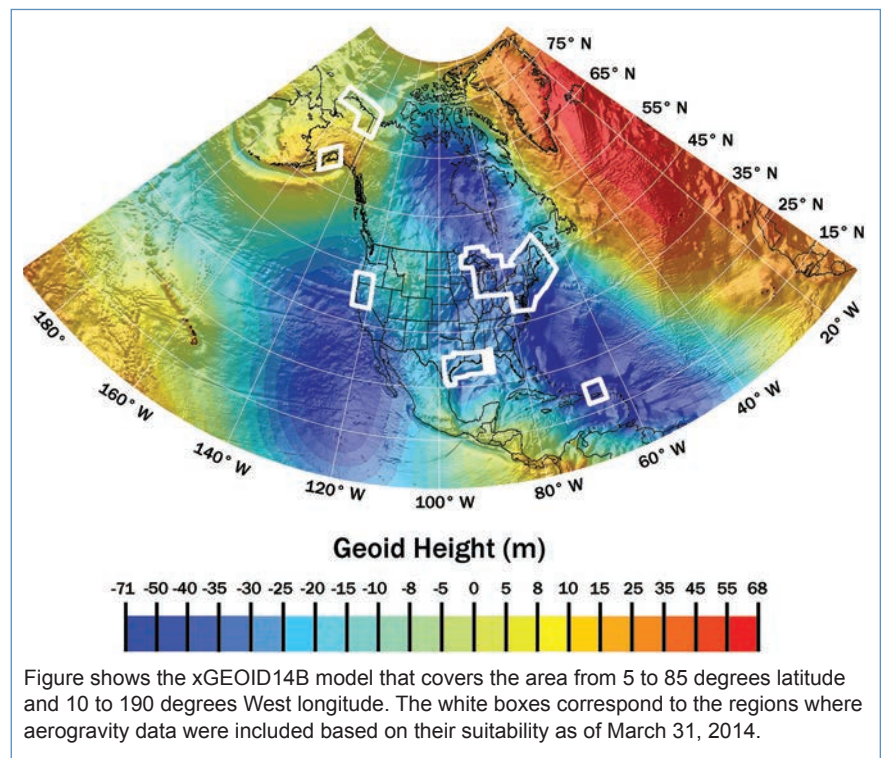 75° N
65° N
55° N
45° N
35° N
25° N
15° N
180°
160° W
140° W
120° W
100° W
80° W
60° W
40° W
20° W
Geoid Height (m)
-71 -50 -40 -35 -30 -25 -20 -15 -10 -8 -5 0 5 8 10 15 25 35 45 55 68
Figure shows the xGEOID14B model that covers the area from 5 to 85 degrees latitude
and 10 to 190 degrees West longitude. The white boxes correspond to the regions where
aerogravity data were included based on their suitability as of March 31, 2014.